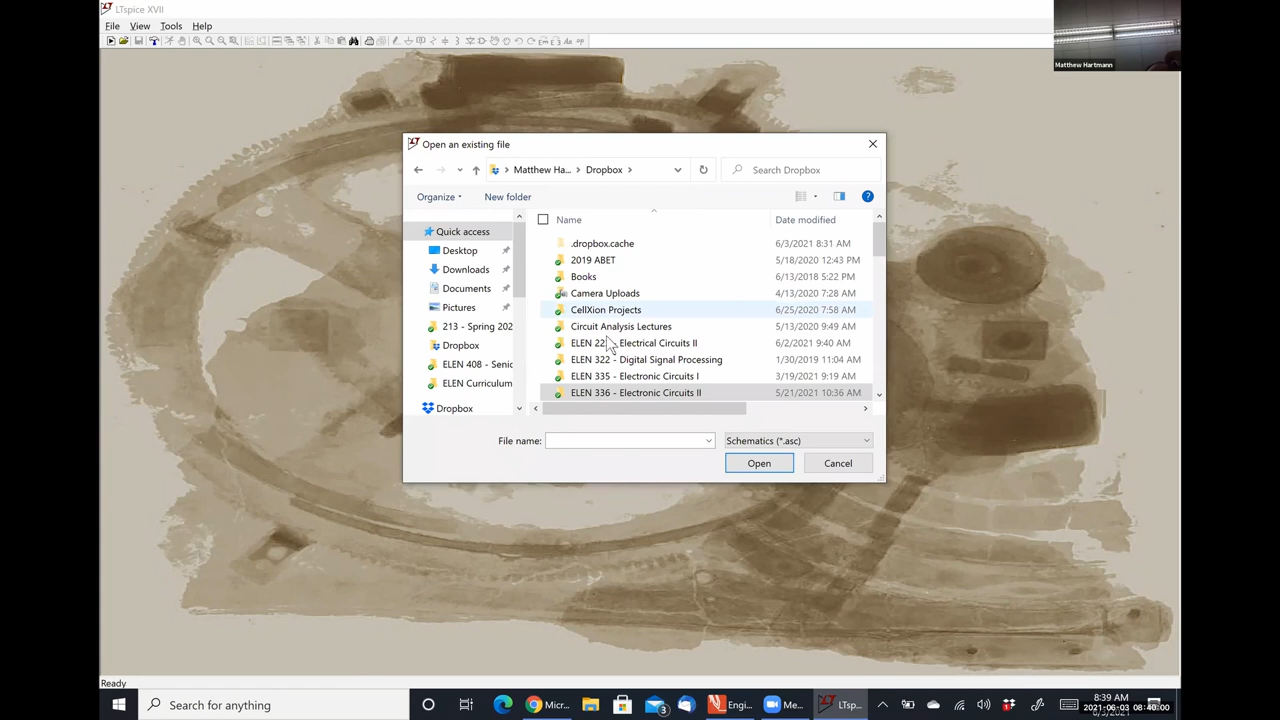 LTspice XVII
File View Tools Help
Matthew Hartmann
Open an existing file
Matthew Ha... Dropbox
Search Dropbox
Organize New folder
Name Date modified
Quick access
Desktop
Downloads
Documents
Pictures
213 - Spring 202
Dropbox
ELEN 408 - Senic
ELEN Curriculum
Dropbox
.dropbox.cache 6/3/2021 8:31 AM
2019 ABET 5/18/2020 12:43 PM
Books 6/13/2018 5:22 PM
Camera Uploads 4/13/2020 7:28 AM
CellXion Projects 6/25/2020 7:58 AM
Circuit Analysis Lectures 5/13/2020 9:49 AM
ELEN 22 Electrical Circuits II 6/2/2021 9:40 AM
ELEN 322 - Digital Signal Processing 1/30/2019 11:04 AM
ELEN 335 - Electronic Circuits I 3/19/2021 9:19 AM
ELEN 336 - Electronic Circuits II 5/21/2021 10:36 AM
File name: Schematics (*.asc)
Open Cancel
Ready
Search for anything
3
Micr...
Engi...
Me...
LTsp...
8:39 AM
2021-06-03 08:40:00